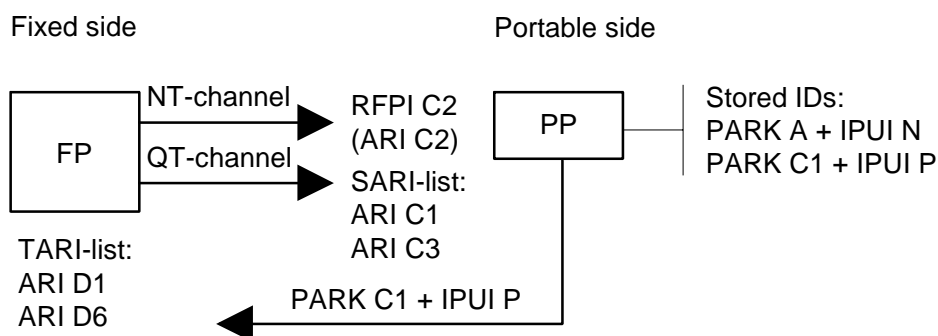 Fixed side
Portable side
NT-channel
FP
QT-channel
RFPI C2
(ARI C2)
SARI-list:
ARI C1
ARI C3
TARI-list:
ARI D1
ARI D6
PP
Stored IDs:
PARK A + IPUI N
PARK C1 + IPUI P
PARK C1 + IPUI P